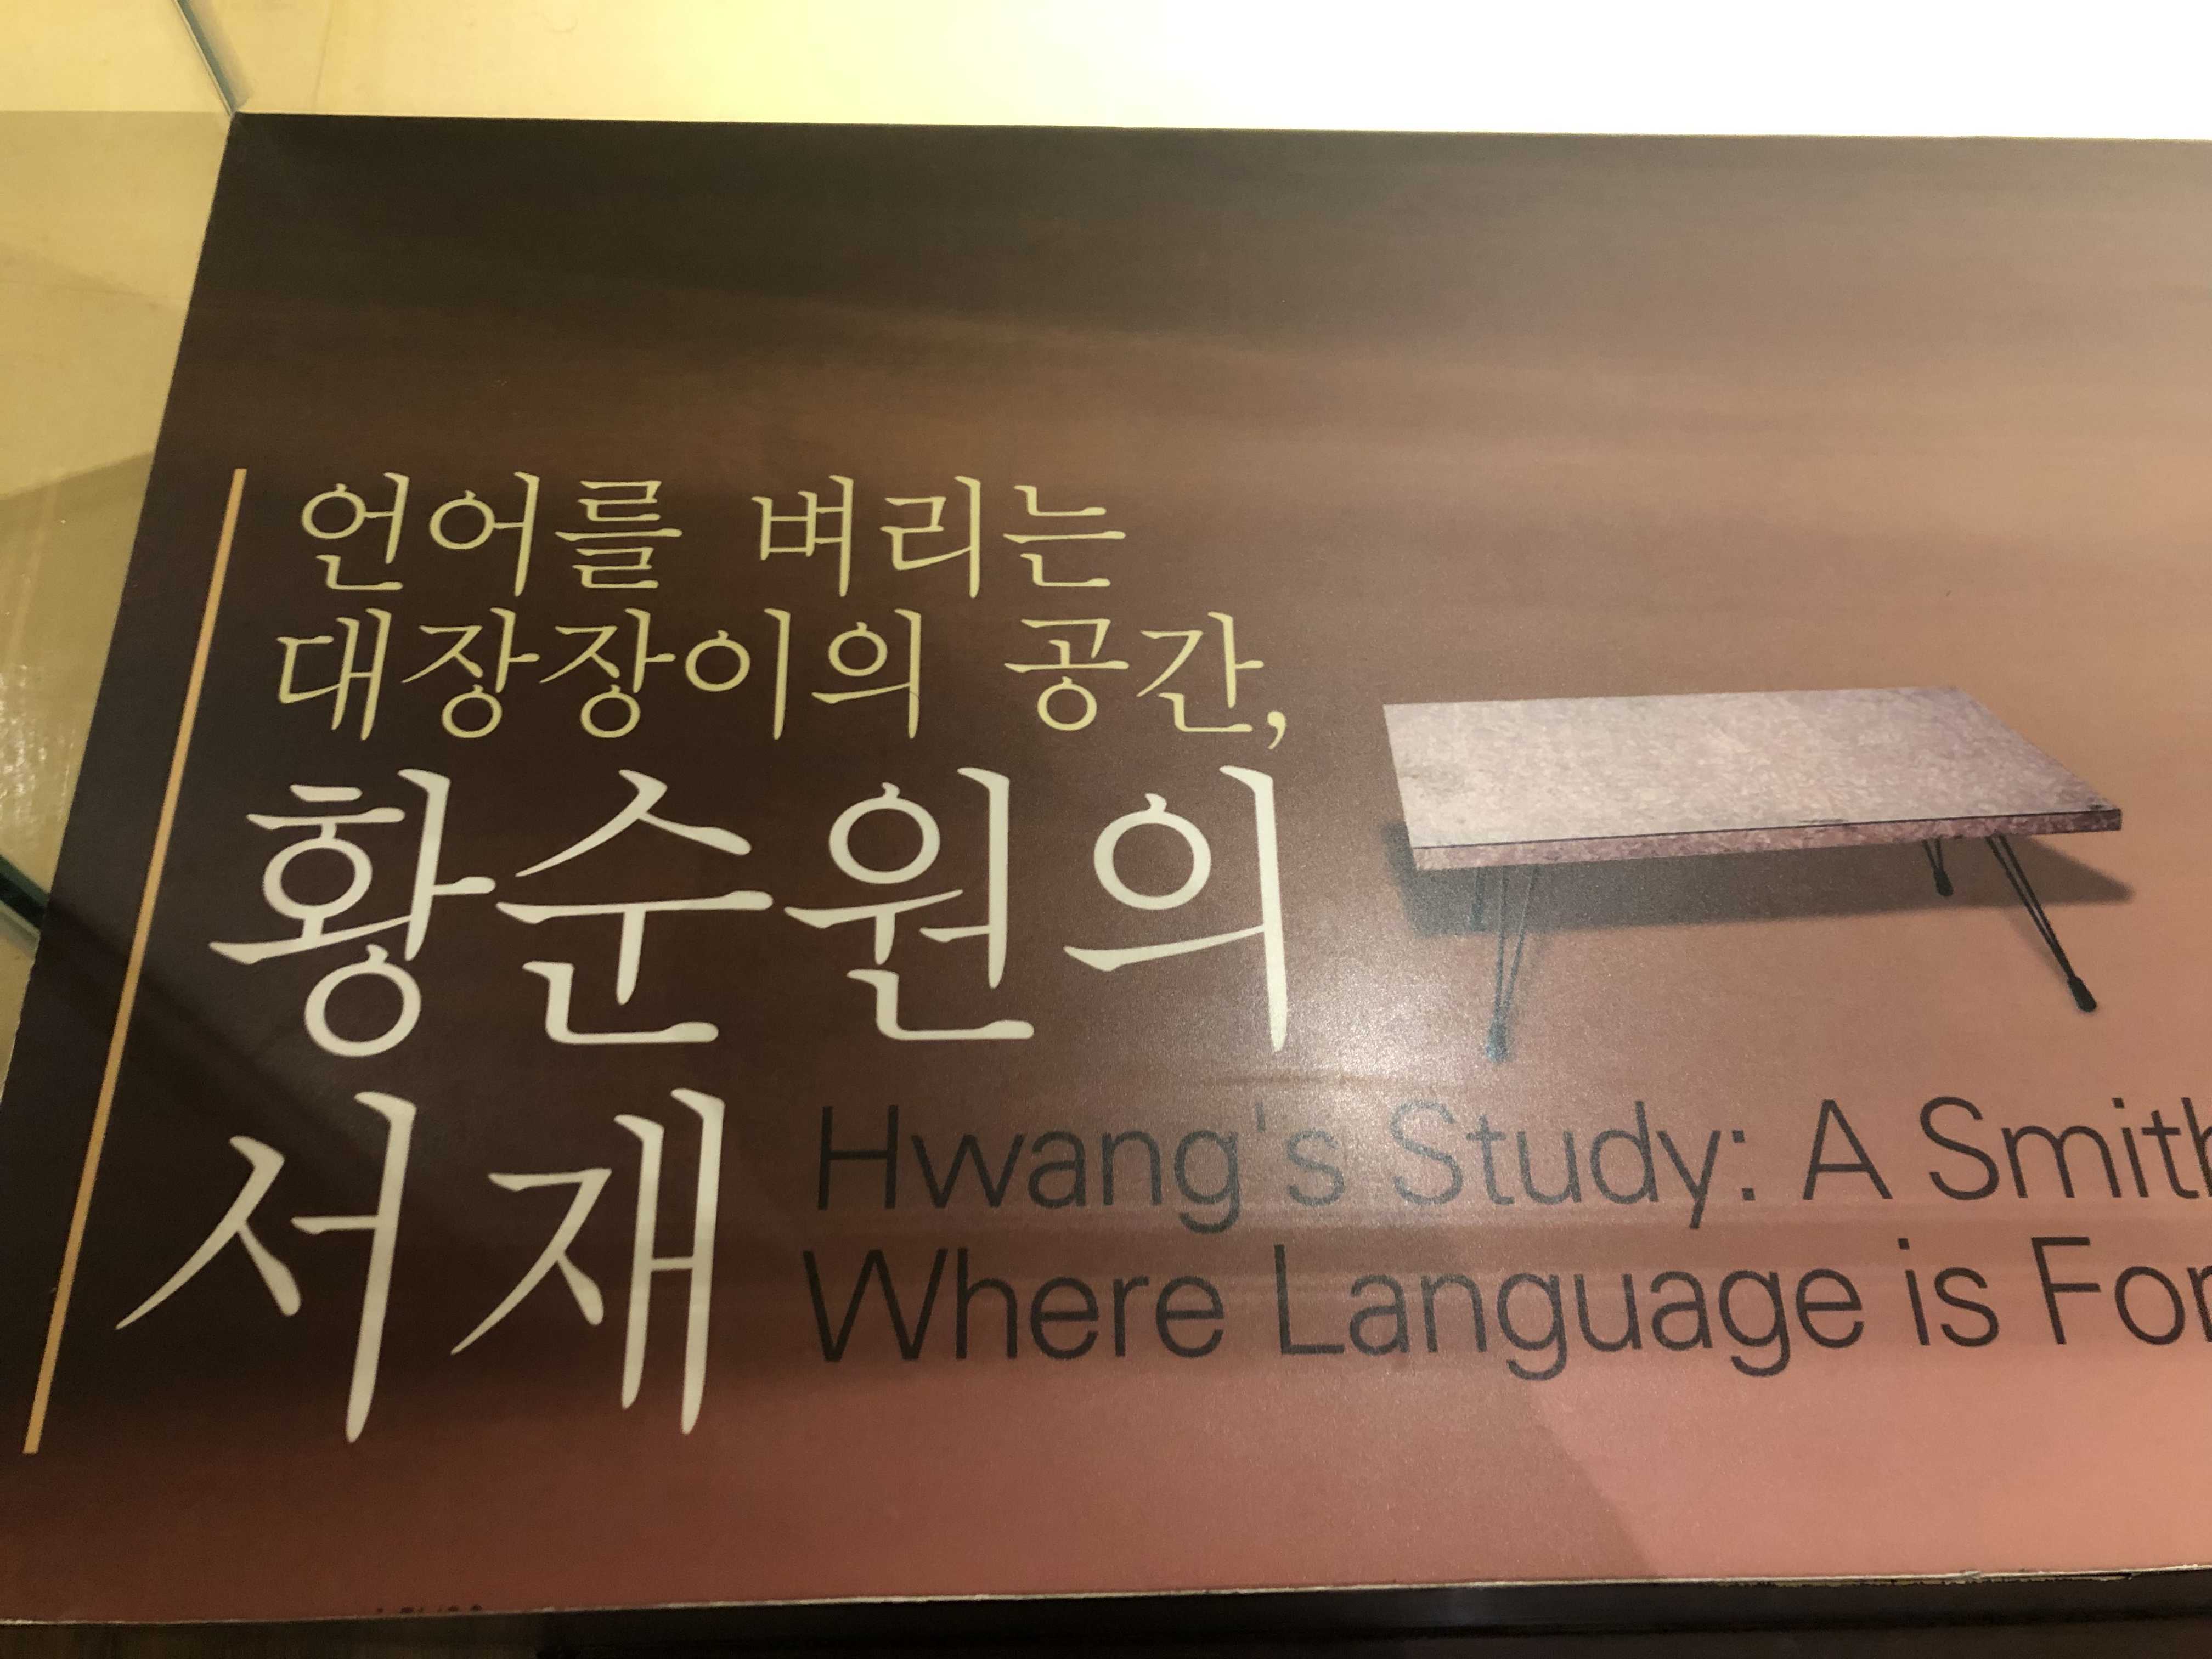 언어를 벼리는
대장장이의 공간,
황순원의
서재
Hwang's Study: A
Where Language is